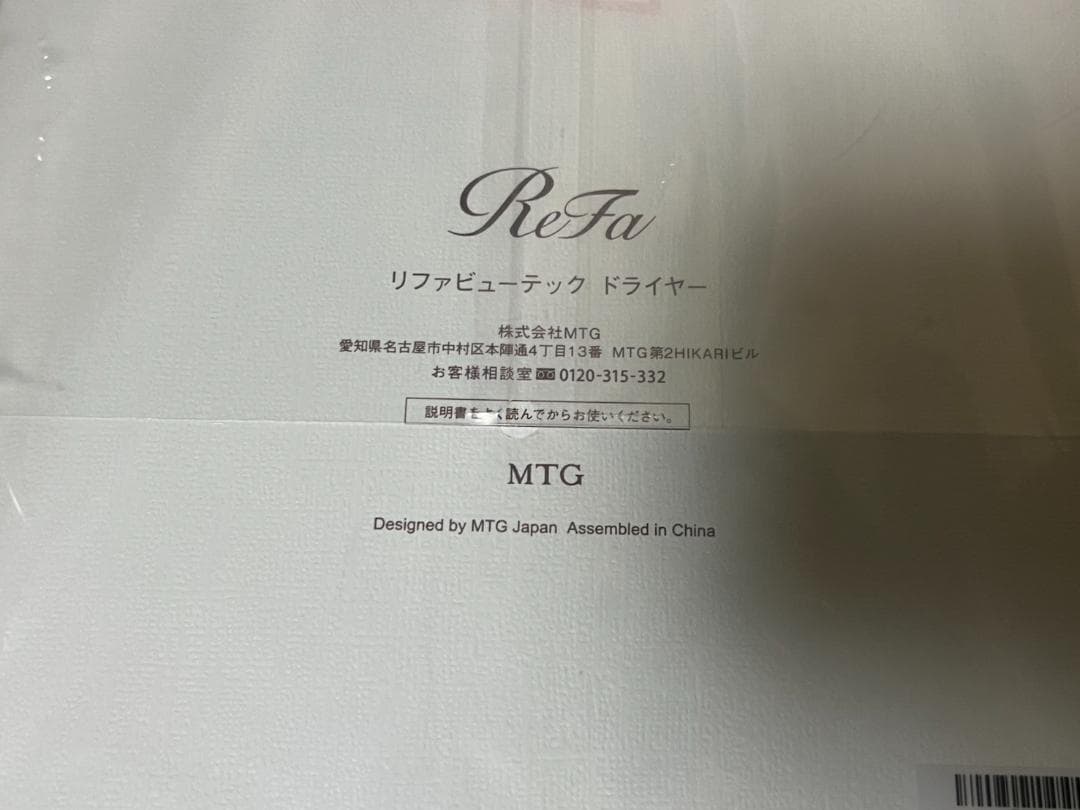 ReFa
リファビューテック ドライヤー
株式会社MTG
愛知県名古屋市中村区本陣通4丁目13番 MTG第2HIKARIビル
お客様相談室 0120-315-332
説明書をよく読んでからお使いください。
MTG
Designed by MTG Japan Assembled in China